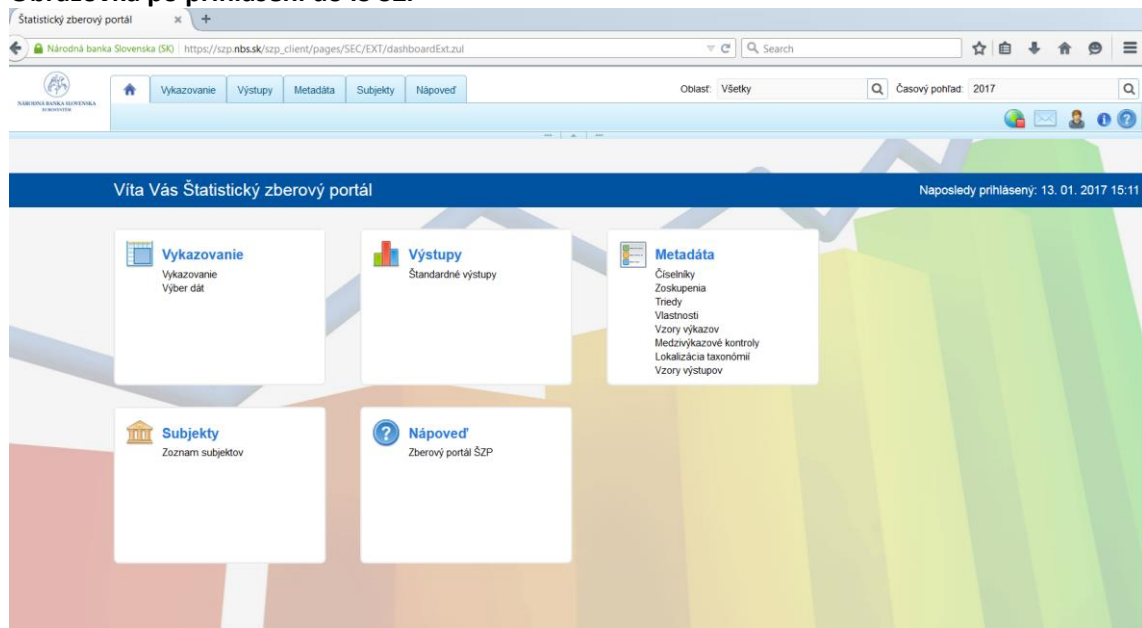 Obrazovka po prihlásení do IS ŠZP
Štatistický zberový portál × +
Národná banka Slovenska (SK) https://szp.nbs.sk/szp_client/pages/SEC/EXT/dashboardExt.zul Search
NÁRODNÁ BANKA SLOVENSKA
EUROSYSTÉM
Vykazovanie Výstupy Metadáta Subjekty Nápoveď Oblasť: Všetky Časový pohľad: 2017
Víta Vás Štatistický zberový portál Naposledy prihlásený: 13. 01. 2017 15:11
Vykazovanie
Vykazovanie
Výber dát
Výstupy
Štandardné výstupy
Metadáta
Číselníky
Zoskupenia
Triedy
Vlastnosti
Vzory výkazov
Medzivýkazové kontroly
Lokalizácia taxonómií
Vzory výstupov
Subjekty
Zoznam subjektov
Nápoveď
Zberový portál ŠZP